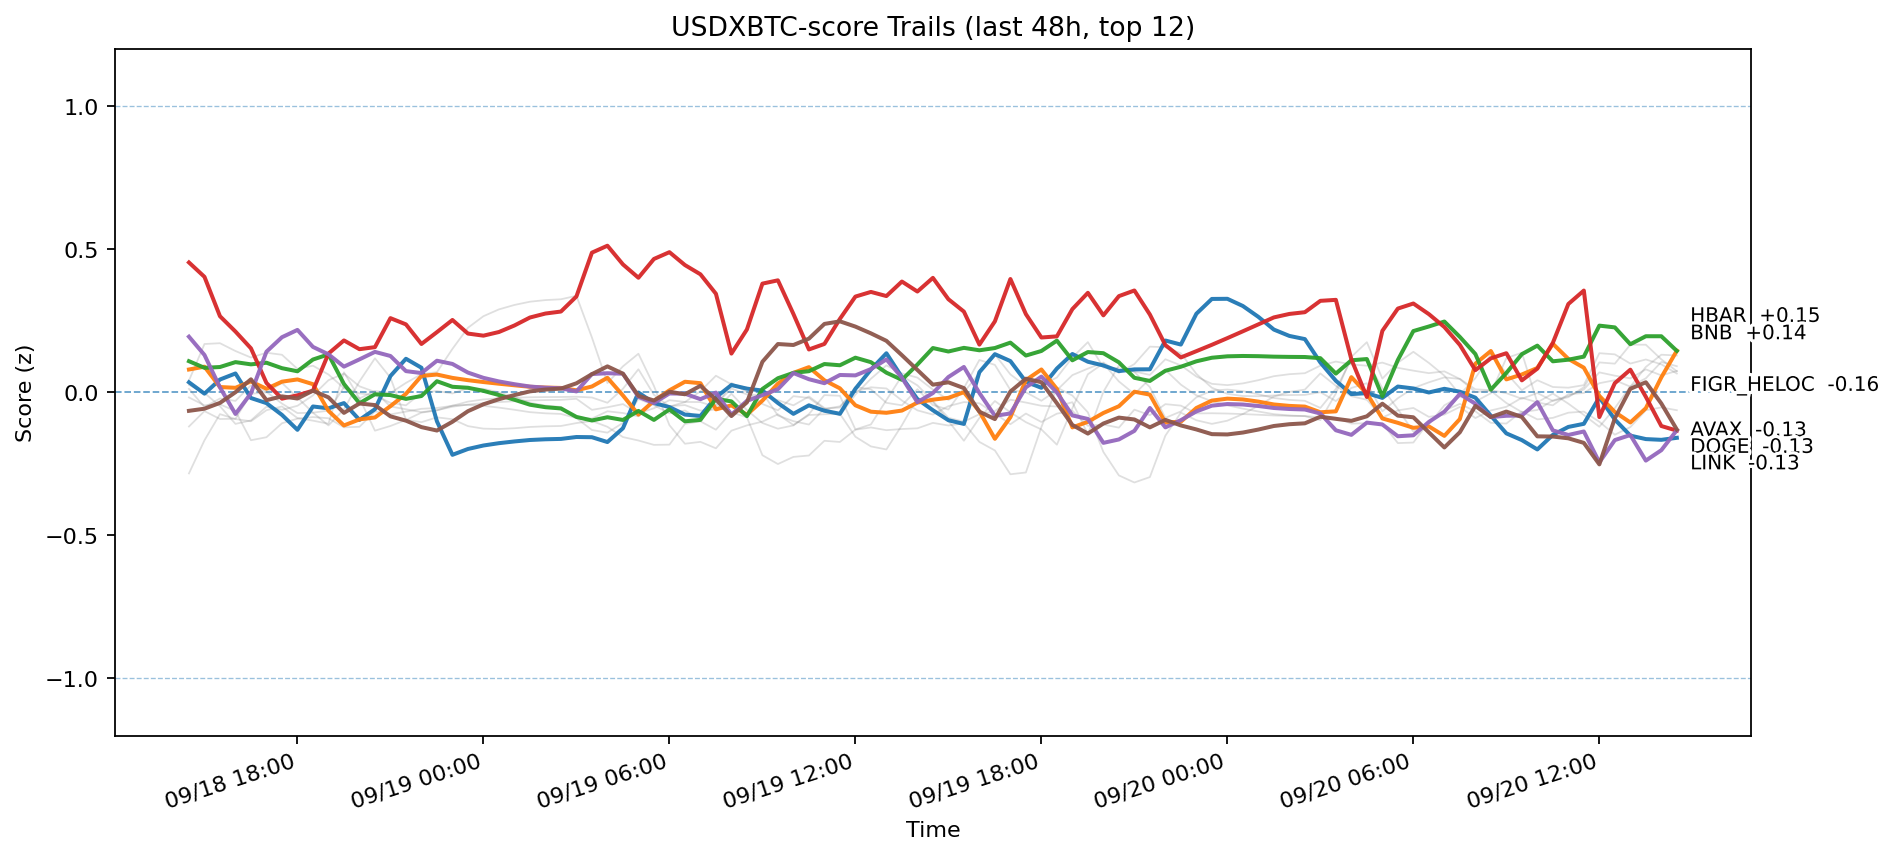 USDXBTC-score Trails (last 48h, top 12)
Score (z)
1.0
0.5
0.0
−0.5
−1.0
HBAR +0.15
BNB +0.14
FIGR_HELOC -0.16
AVAX -0.13
DOGE -0.13
LINK -0.13
09/18 18:00
09/19 00:00
09/19 06:00
09/19 12:00
09/19 18:00
09/20 00:00
09/20 06:00
09/20 12:00
Time